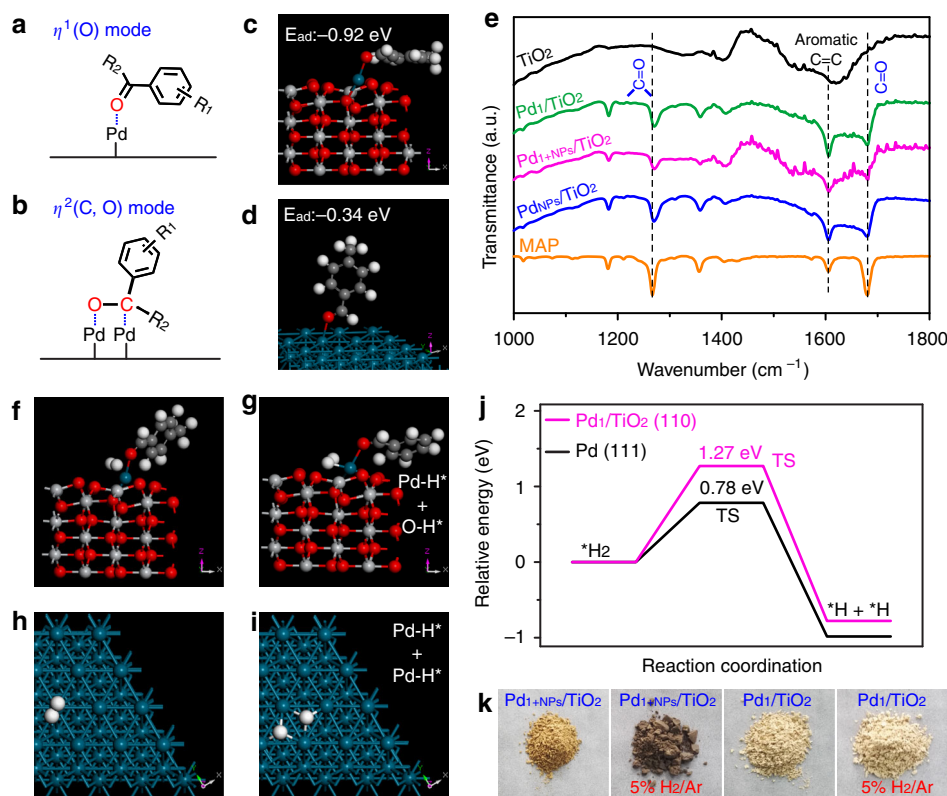 a
η¹(O) mode
R₂
R₁
O
Pd
b
η²(C, O) mode
R₁
O
C
R₂
Pd
Pd
c
Ead:−0.92 eV
z
x
d
Ead:−0.34 eV
x
e
Transmittance (a.u.)
TiO₂
Pd₁/TiO₂
Pd₁₊NPs/TiO₂
PdNPs/TiO₂
MAP
C=O
Aromatic
C=C
C=O
1000 1200 1400 1600 1800
Wavenumber (cm⁻¹)
f
z
x
g
Pd-H*
+
O-H*
z
x
h
x
i
Pd-H*
+
Pd-H*
x
j
Relative energy (eV)
2
1
0
−1
Pd₁/TiO₂ (110)
Pd (111)
1.27 eV
TS
0.78 eV
TS
*H2
*H + *H
Reaction coordination
k
Pd₁₊NPs/TiO₂ Pd₁₊NPs/TiO₂ Pd₁/TiO₂ Pd₁/TiO₂
5% H₂/Ar 5% H₂/Ar